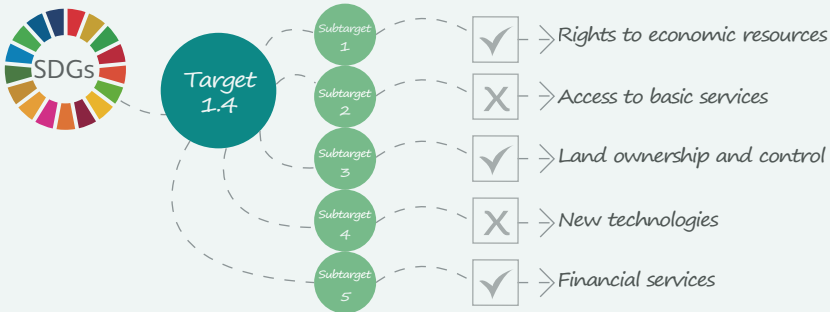 SDGs
Target
1.4
Subtarget
1
Rights to economic resources
Subtarget
2
Access to basic services
Subtarget
3
Land ownership and control
Subtarget
4
New technologies
Subtarget
5
Financial services